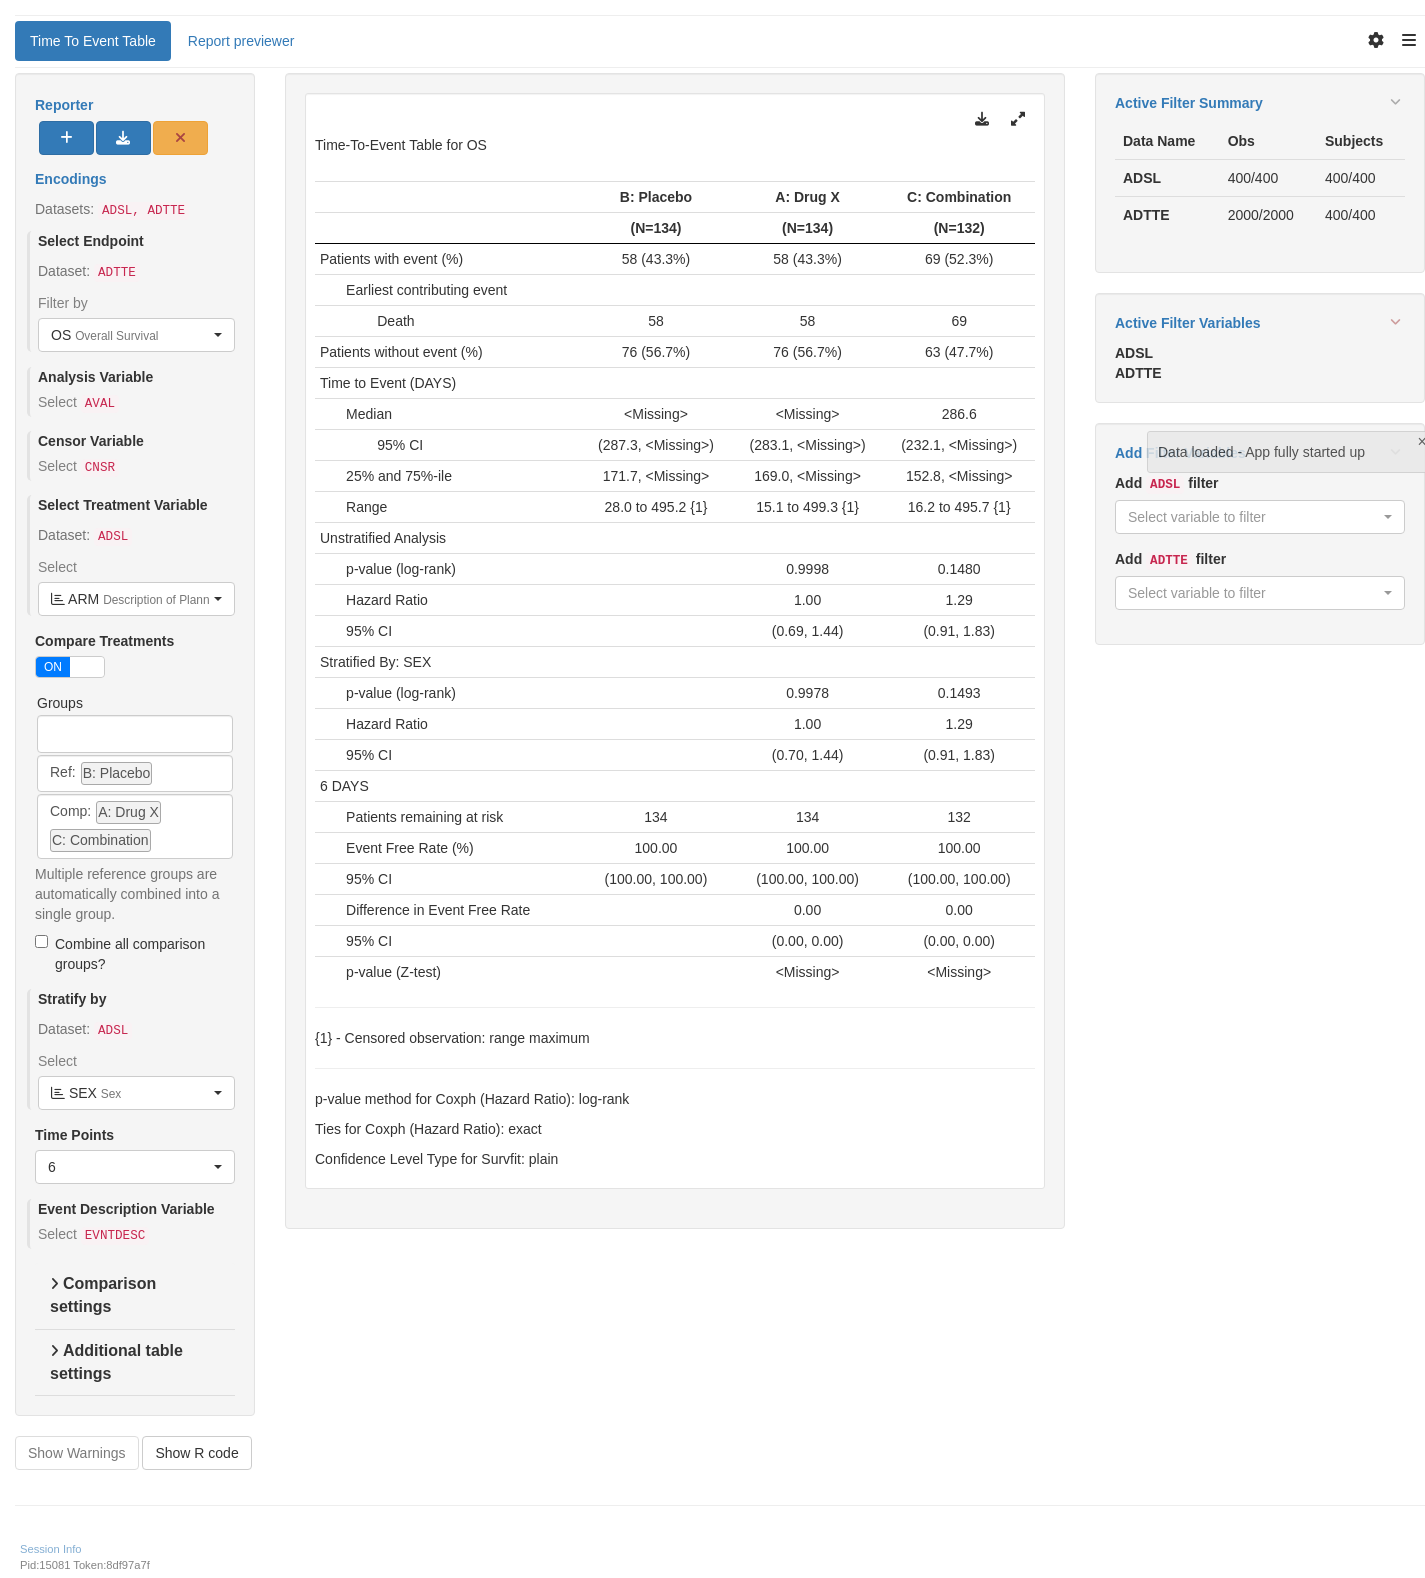 Time To Event Table
Report previewer
Reporter
Encodings
Datasets: ADSL, ADTTE
Select Endpoint
Dataset: ADTTE
Filter by
OS Overall Survival
Analysis Variable
Select AVAL
Censor Variable
Select CNSR
Select Treatment Variable
Dataset: ADSL
Select
ARM Description of Plann
Compare Treatments
ON
Groups
Ref: B: Placebo
Comp: A: Drug X
C: Combination
Multiple reference groups are
automatically combined into a
single group.
Combine all comparison
groups?
Stratify by
Dataset: ADSL
Select
SEX Sex
Time Points
6
Event Description Variable
Select EVNTDESC
Comparison
settings
Additional table
settings
Show Warnings Show R code
Time-To-Event Table for OS
B: Placebo A: Drug X C: Combination
(N=134) (N=134) (N=132)
Patients with event (%) 58 (43.3%) 58 (43.3%) 69 (52.3%)
Earliest contributing event
Death 58 58 69
Patients without event (%) 76 (56.7%) 76 (56.7%) 63 (47.7%)
Time to Event (DAYS)
Median <Missing> <Missing> 286.6
95% CI (287.3, <Missing>) (283.1, <Missing>) (232.1, <Missing>)
25% and 75%-ile 171.7, <Missing> 169.0, <Missing> 152.8, <Missing>
Range 28.0 to 495.2 {1} 15.1 to 499.3 {1} 16.2 to 495.7 {1}
Unstratified Analysis
p-value (log-rank) 0.9998 0.1480
Hazard Ratio 1.00 1.29
95% CI (0.69, 1.44) (0.91, 1.83)
Stratified By: SEX
p-value (log-rank) 0.9978 0.1493
Hazard Ratio 1.00 1.29
95% CI (0.70, 1.44) (0.91, 1.83)
6 DAYS
Patients remaining at risk 134 134 132
Event Free Rate (%) 100.00 100.00 100.00
95% CI (100.00, 100.00) (100.00, 100.00) (100.00, 100.00)
Difference in Event Free Rate 0.00 0.00
95% CI (0.00, 0.00) (0.00, 0.00)
p-value (Z-test) <Missing> <Missing>
{1} - Censored observation: range maximum
p-value method for Coxph (Hazard Ratio): log-rank
Ties for Coxph (Hazard Ratio): exact
Confidence Level Type for Survfit: plain
Active Filter Summary
Data Name Obs Subjects
ADSL 400/400 400/400
ADTTE 2000/2000 400/400
Active Filter Variables
ADSL
ADTTE
Add
Data loaded - App fully started up
×
Add ADSL filter
Select variable to filter
Add ADTTE filter
Select variable to filter
Session Info
Pid:15081 Token:8df97a7f